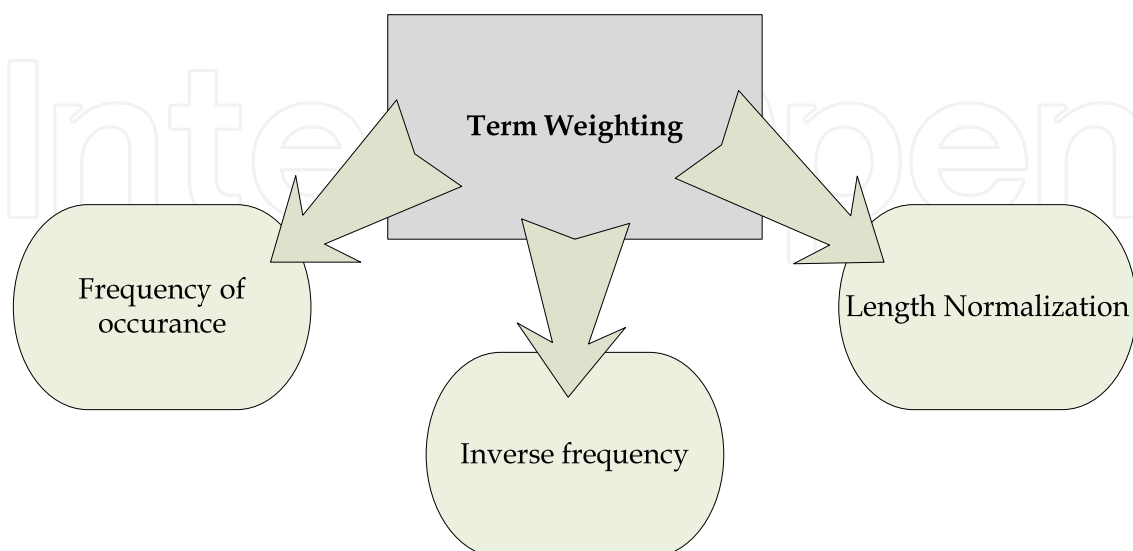 Term Weighting
Frequency of
occurance
Length Normalization
Inverse frequency